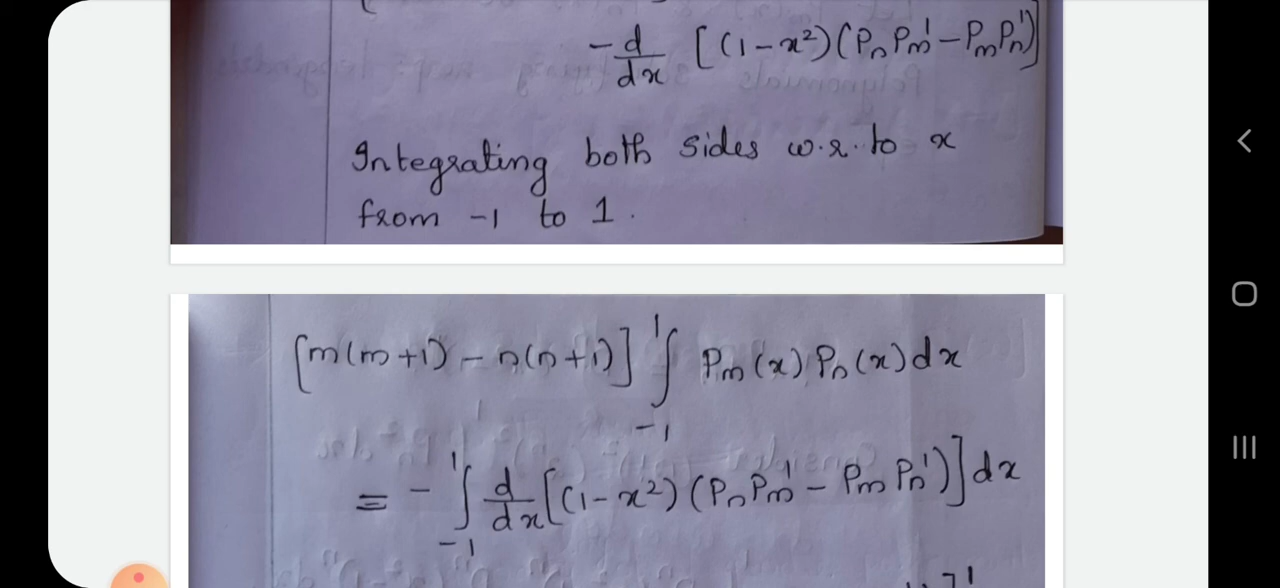 -d/dx [(1-x²)(PₙPₘ'-PₘPₙ')]
Integrating both sides w.r.to x
from -1 to 1.
[m(m+1) - n(n+1)] ∫₋₁¹ Pₘ(x) Pₙ(x) dx
= - ∫₋₁¹ d/dx [(1-x²)(PₙPₘ' - PₘPₙ')] dx